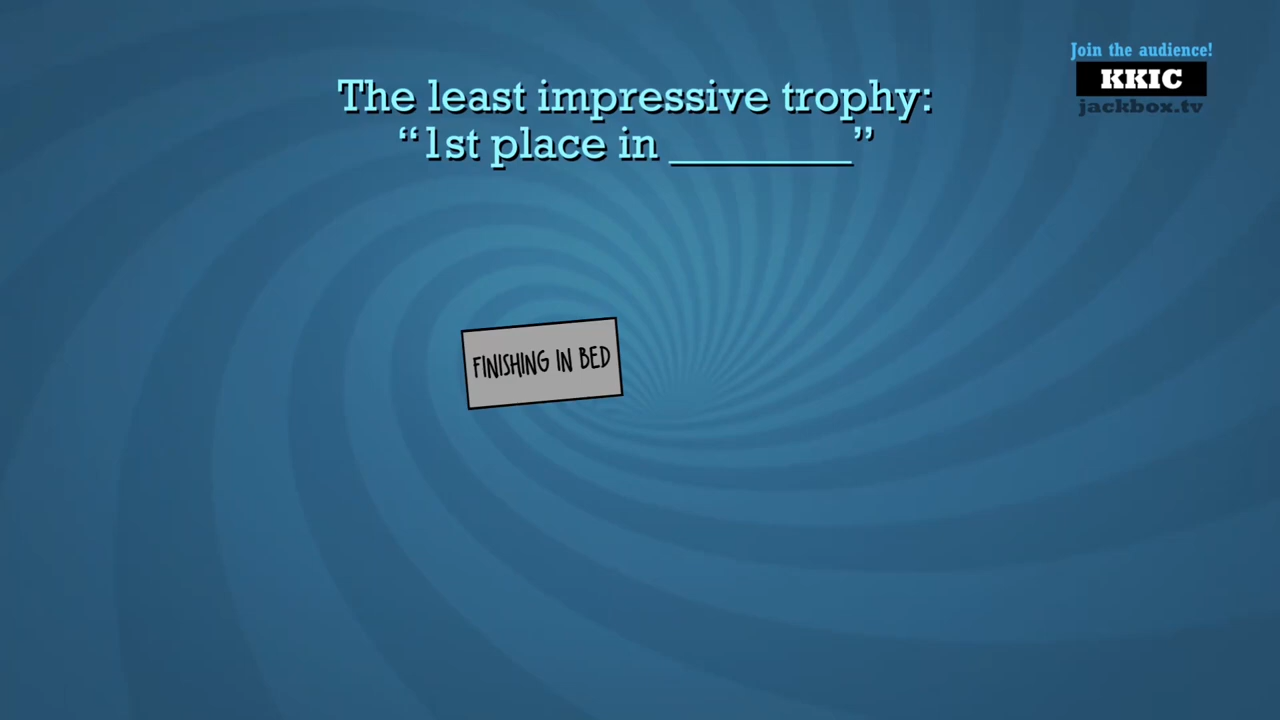 Join the audience!
KKIC
jackbox.tv
The least impressive trophy:
“1st place in ________”
FINISHING IN BED